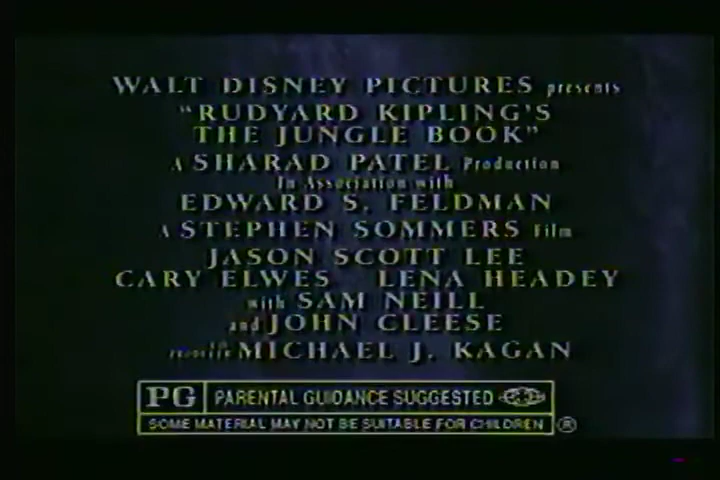 WALT DISNEY PICTURES presents
"RUDYARD KIPLING'S
THE JUNGLE BOOK"
A SHARAD PATEL Production
In Association with
EDWARD S. FELDMAN
A STEPHEN SOMMERS Film
JASON SCOTT LEE
CARY ELWES LENA HEADEY
with SAM NEILL
and JOHN CLEESE
MICHAEL J. KAGAN
PG PARENTAL GUIDANCE SUGGESTED
SOME MATERIAL MAY NOT BE SUITABLE FOR CHILDREN ®